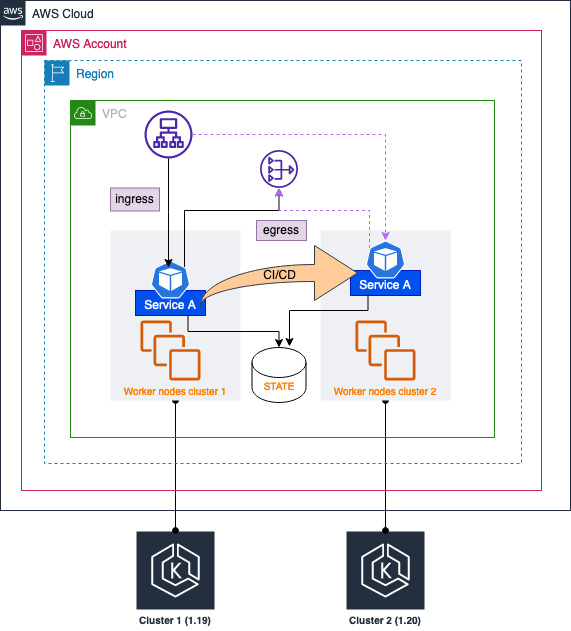 aws
AWS Cloud
AWS Account
Region
VPC
ingress
egress
CI/CD
Service A
Service A
STATE
Worker nodes cluster 1
Worker nodes cluster 2
K
K
Cluster 1 (1.19)
Cluster 2 (1.20)